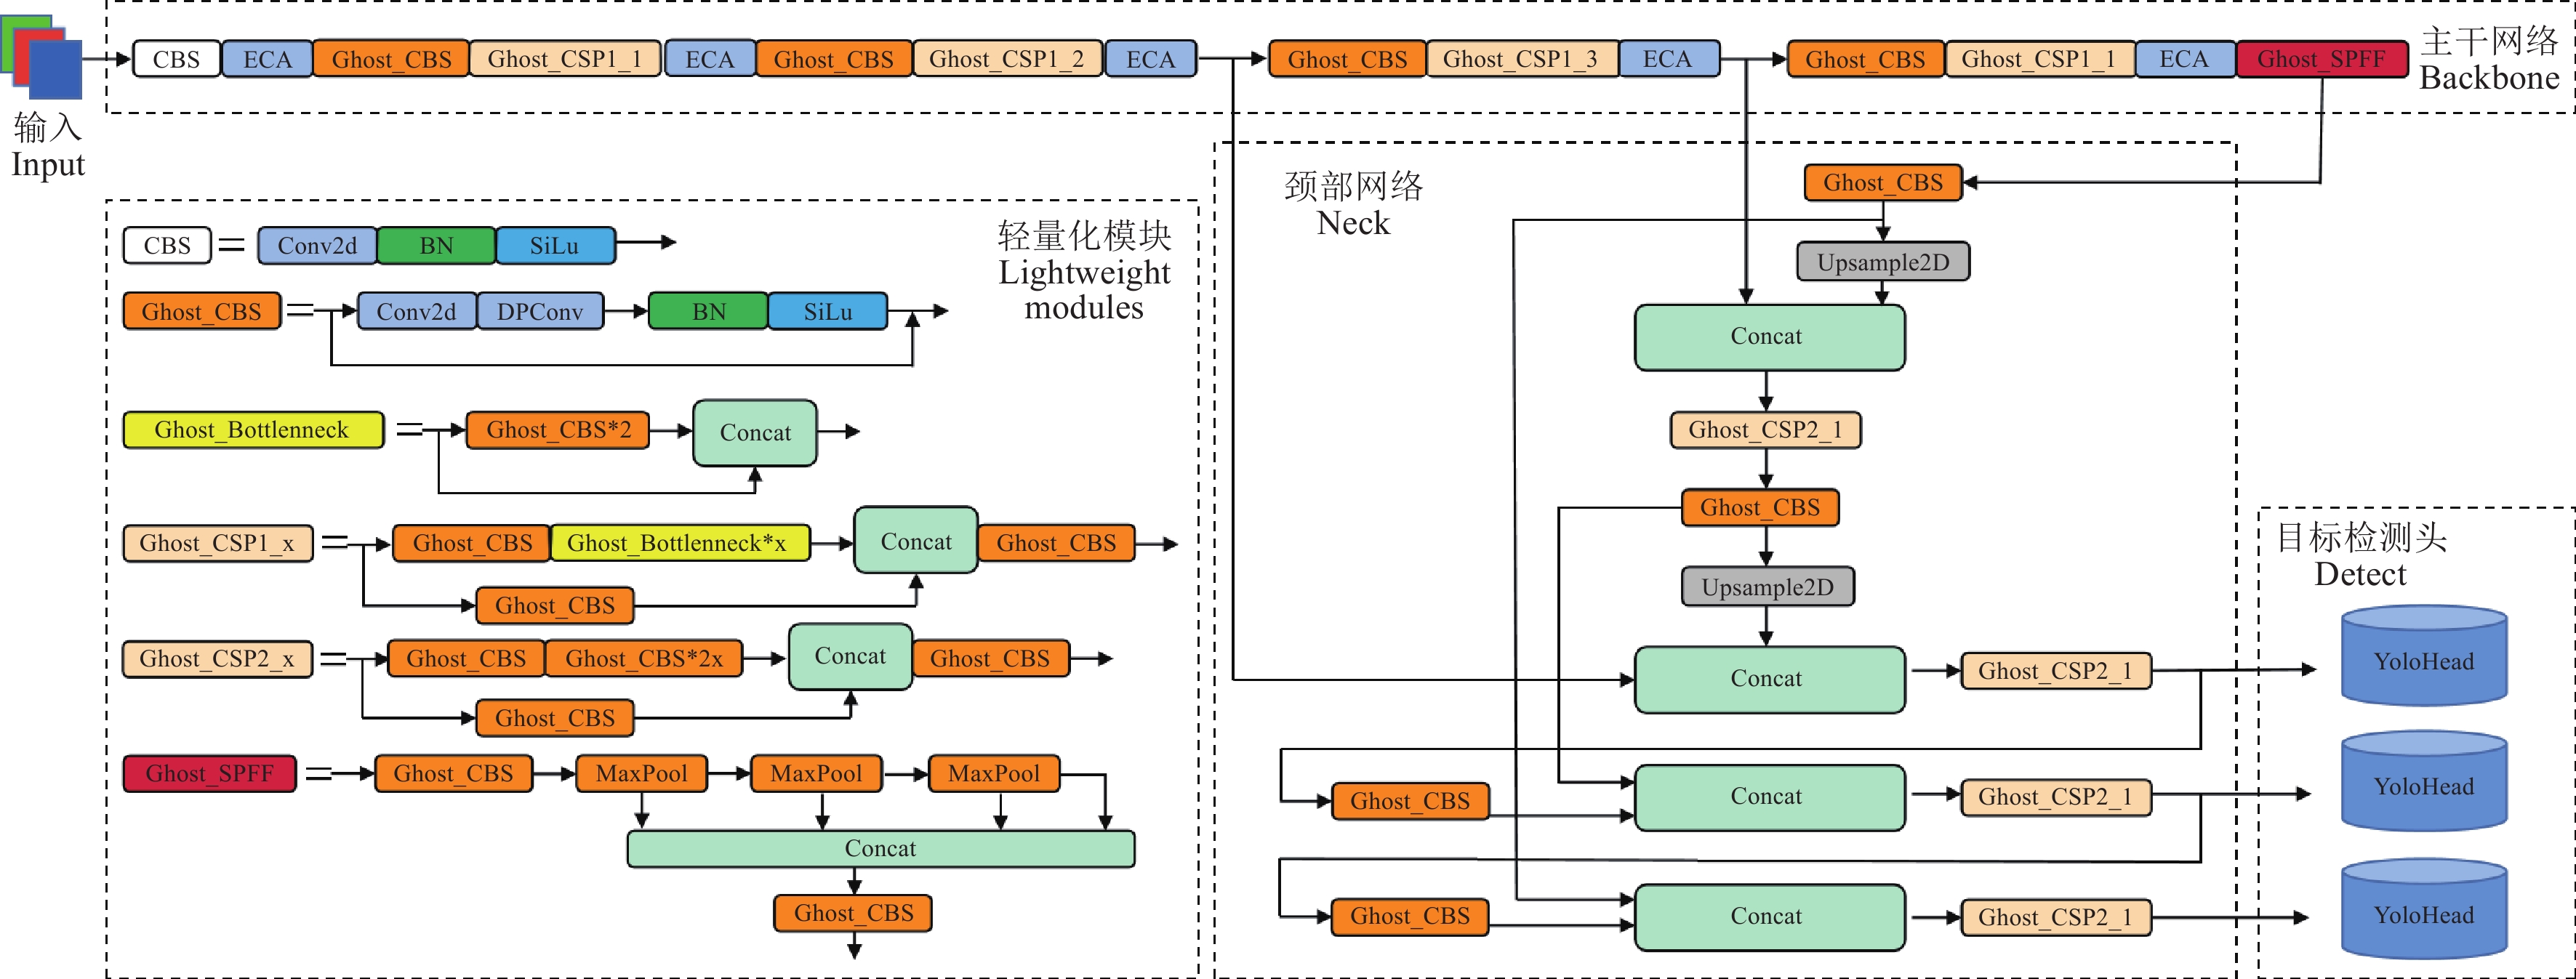 CBS ECA Ghost_CBS Ghost_CSP1_1 ECA Ghost_CBS Ghost_CSP1_2 ECA Ghost_CBS Ghost_CSP1_3 ECA Ghost_CBS Ghost_CSP1_1 ECA Ghost_SPFF
主干网络
Backbone
输入
Input
轻量化模块
Lightweight
modules
CBS = Conv2d BN SiLu
Ghost_CBS = Conv2d DPConv BN SiLu
Ghost_Bottlenneck = Ghost_CBS*2 Concat
Ghost_CSP1_x = Ghost_CBS Ghost_Bottlenneck*x Concat Ghost_CBS
Ghost_CBS
Ghost_CSP2_x = Ghost_CBS Ghost_CBS*2x Concat Ghost_CBS
Ghost_CBS
Ghost_SPFF = Ghost_CBS MaxPool MaxPool MaxPool
Concat
Ghost_CBS
颈部网络
Neck
Ghost_CBS
Upsample2D
Concat
Ghost_CSP2_1
Ghost_CBS
Upsample2D
Concat Ghost_CSP2_1
Ghost_CBS Concat Ghost_CSP2_1
Ghost_CBS Concat Ghost_CSP2_1
目标检测头
Detect
YoloHead
YoloHead
YoloHead